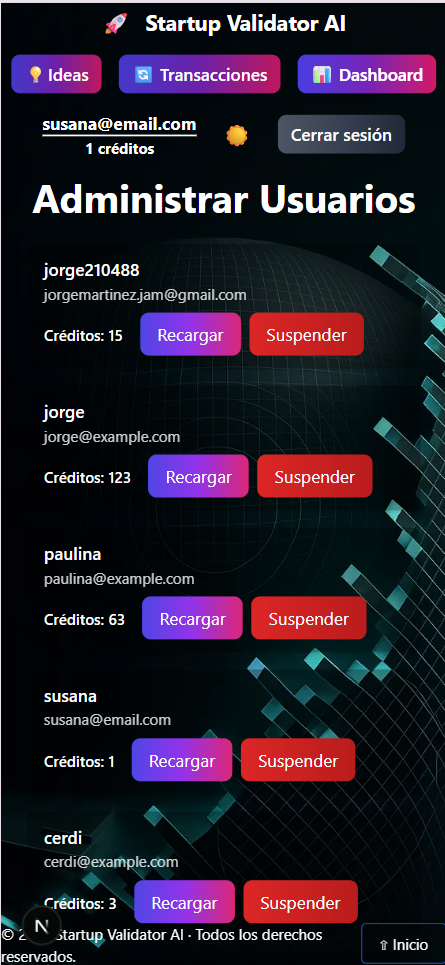 🚀 Startup Validator AI
💡 Ideas
🔄 Transacciones
📊 Dashboard
susana@email.com
1 créditos
Cerrar sesión
Administrar Usuarios
jorge210488
jorgemartinez.jam@gmail.com
Créditos: 15 Recargar Suspender
jorge
jorge@example.com
Créditos: 123 Recargar Suspender
paulina
paulina@example.com
Créditos: 63 Recargar Suspender
susana
susana@email.com
Créditos: 1 Recargar Suspender
cerdi
cerdi@example.com
Créditos: 3 Recargar Suspender
N
© Startup Validator AI · Todos los derechos
reservados.
⇧ Inicio